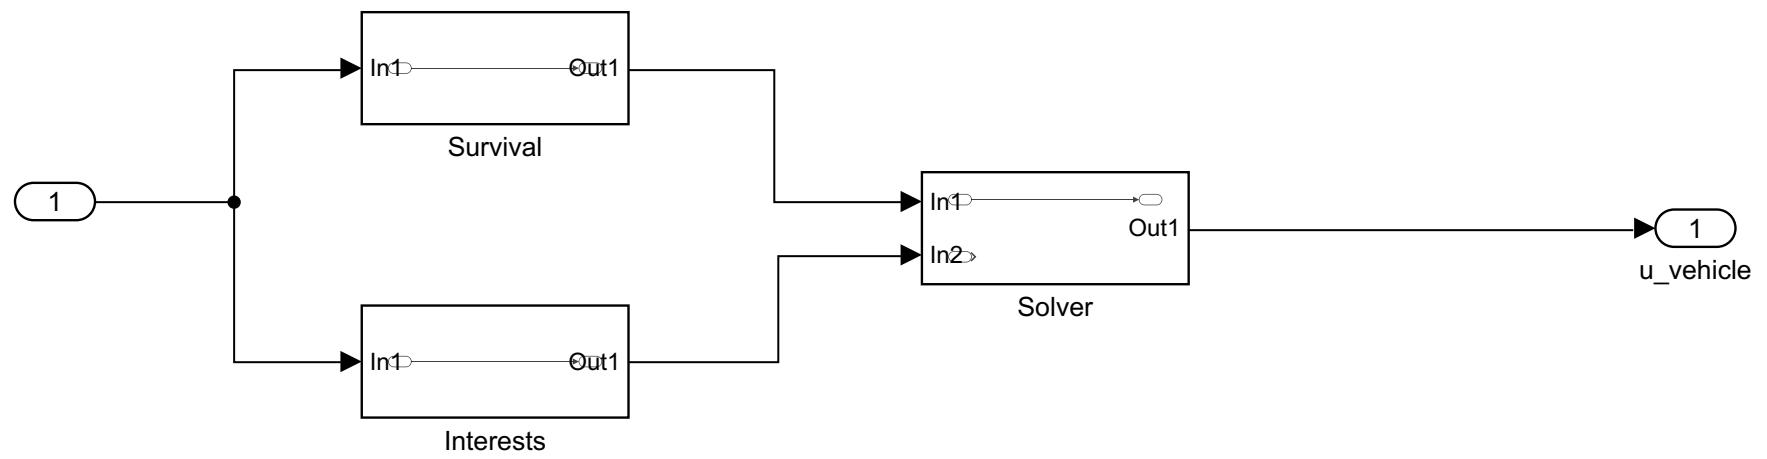 In1
Out1
Survival
1
In1
Out1
In2
Solver
1
u_vehicle
In1
Out1
Interests